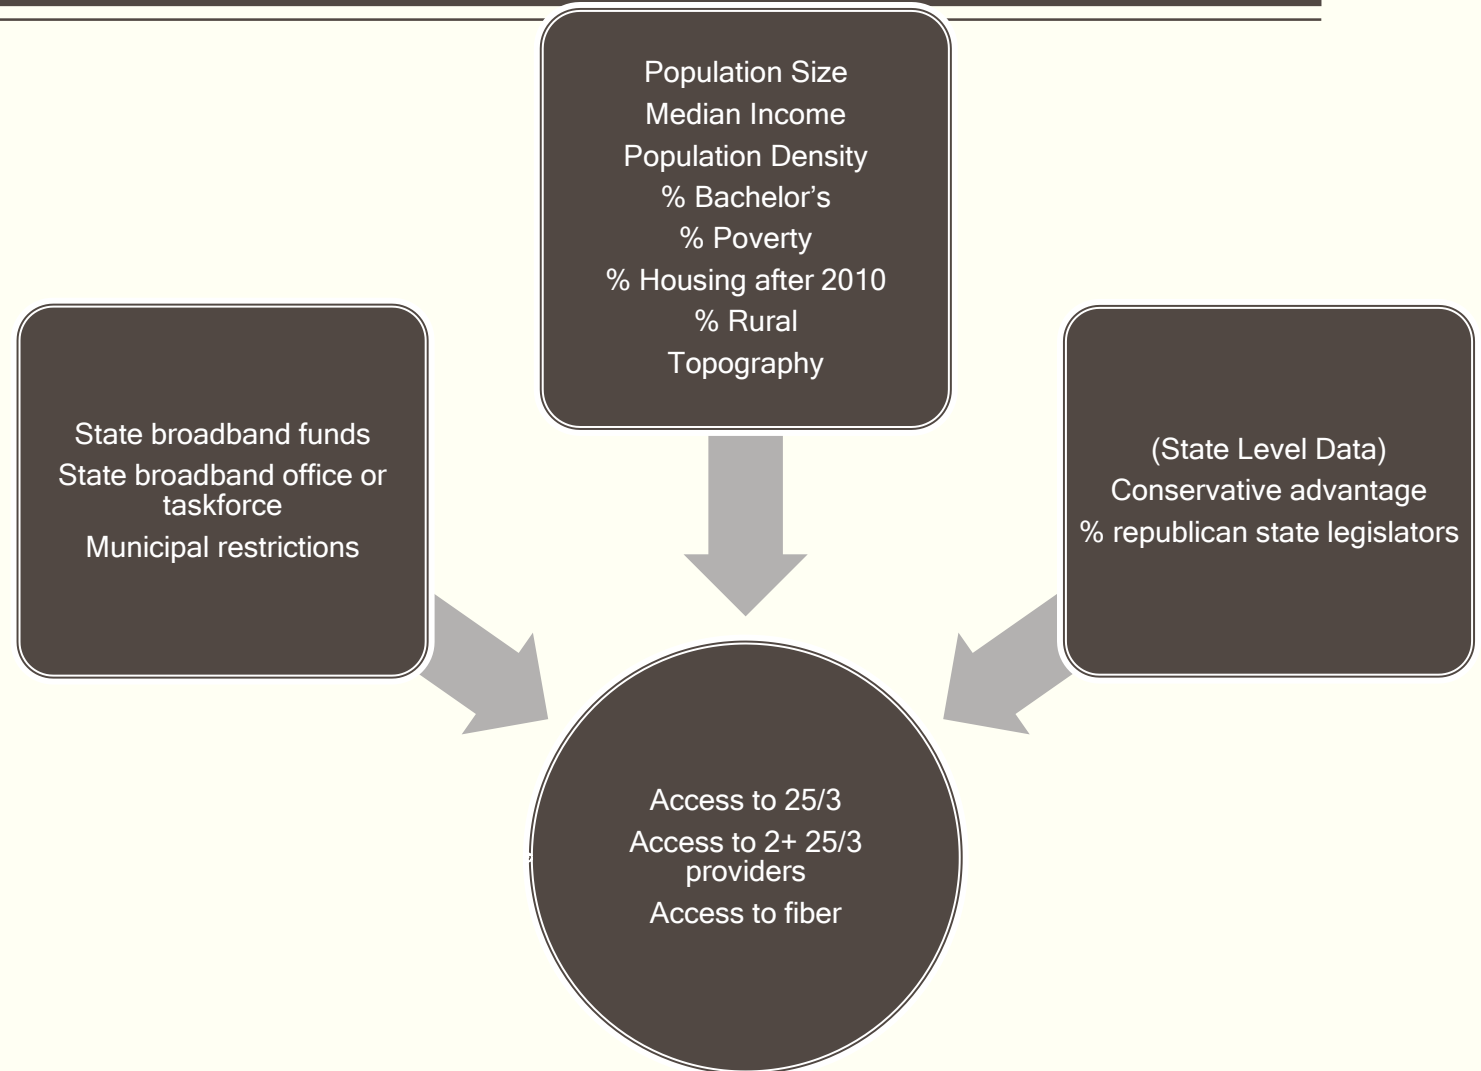 Population Size
Median Income
Population Density
% Bachelor’s
% Poverty
% Housing after 2010
% Rural
Topography
State broadband funds
State broadband office or
taskforce
Municipal restrictions
(State Level Data)
Conservative advantage
% republican state legislators
Access to 25/3
Access to 2+ 25/3
providers
Access to fiber